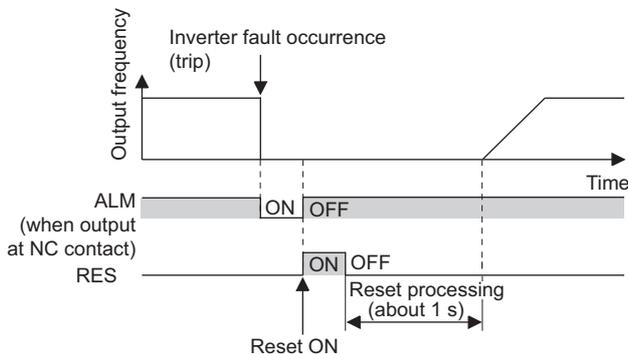 Inverter fault occurrence
(trip)
Output frequency
Time
ALM
(when output
at NC contact)
ON
OFF
RES
ON
OFF
Reset processing
(about 1 s)
Reset ON